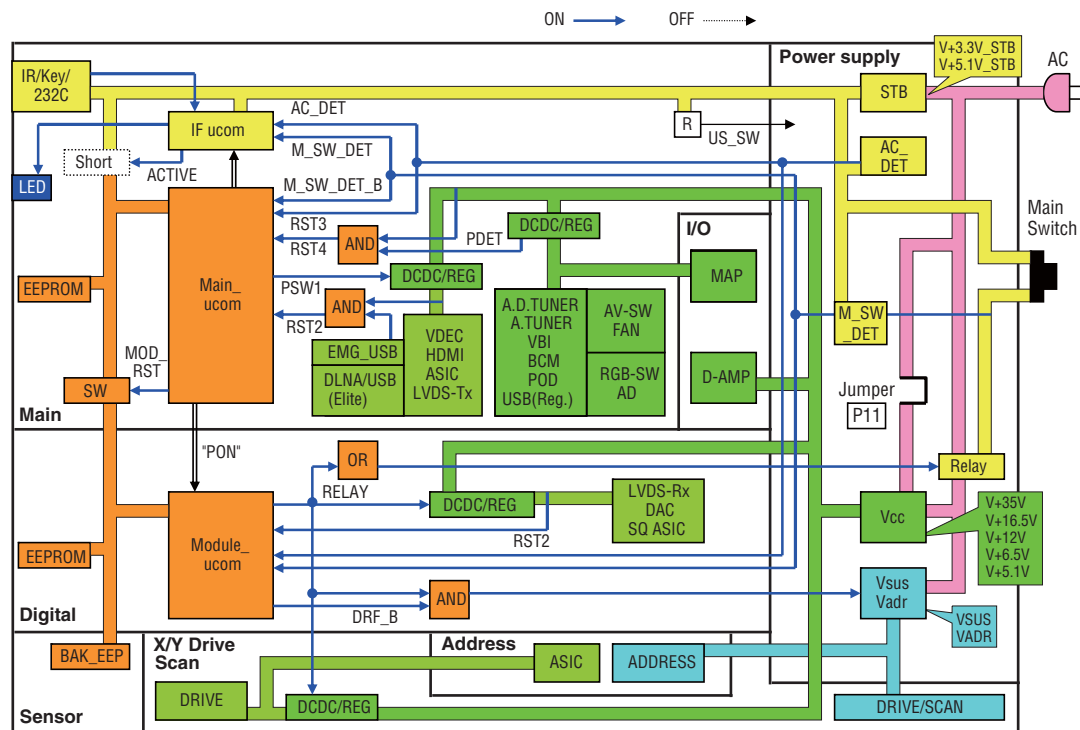 ON
OFF
Power supply
V+3.3V_STB
V+5.1V_STB
AC
IR/Key/
232C
STB
AC_DET
IF ucom
R
US_SW
M_SW_DET
Short
ACTIVE
AC_
DET
LED
M_SW_DET_B
RST3
RST4
AND
PDET
DCDC/REG
I/O
Main
Switch
Main_
ucom
EEPROM
PSW1
DCDC/REG
MAP
AND
RST2
A.D.TUNER
A.TUNER
VBI
BCM
POD
USB(Reg.)
AV-SW
FAN
RGB-SW
AD
M_SW
_DET
VDEC
HDMI
ASIC
LVDS-Tx
EMG_USB
DLNA/USB
(Elite)
MOD_
RST
SW
D-AMP
Jumper
P11
Main
"PON"
OR
RELAY
Relay
DCDC/REG
LVDS-Rx
DAC
SQ ASIC
RST2
Vcc
V+35V
V+16.5V
V+12V
V+6.5V
V+5.1V
Module_
ucom
EEPROM
AND
DRF_B
Vsus
Vadr
VSUS
VADR
Digital
BAK_EEP
X/Y Drive
Scan
Address
ASIC
ADDRESS
DRIVE
DCDC/REG
DRIVE/SCAN
Sensor